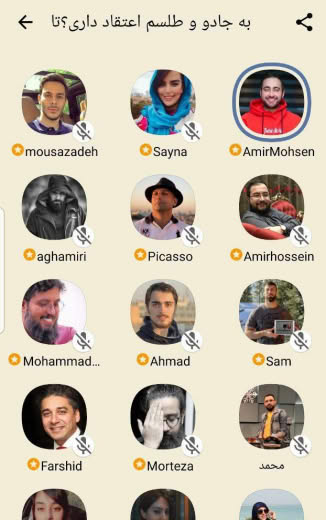 به جادو و طلسم اعتقاد داری؟تا
mousazadeh
Sayna
AmirMohsen
aghamiri
Picasso
Amirhossein
Mohammad...
Ahmad
Sam
Farshid
Morteza
محمد